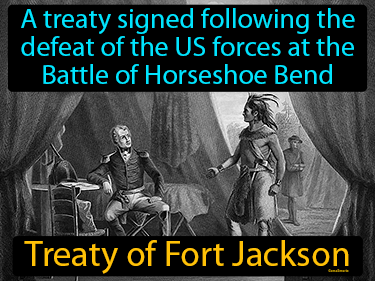 A treaty signed following the
defeat of the US forces at the
Battle of Horseshoe Bend
Treaty of Fort Jackson